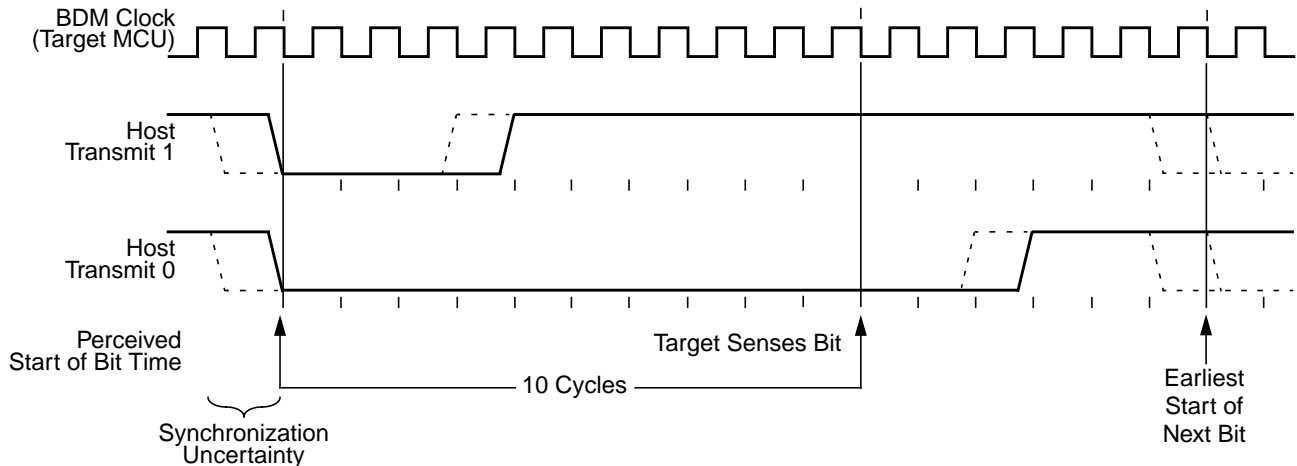 BDM Clock
(Target MCU)
Host
Transmit 1
Host
Transmit 0
Perceived
Start of Bit Time
Target Senses Bit
10 Cycles
Earliest
Start of
Next Bit
Synchronization
Uncertainty